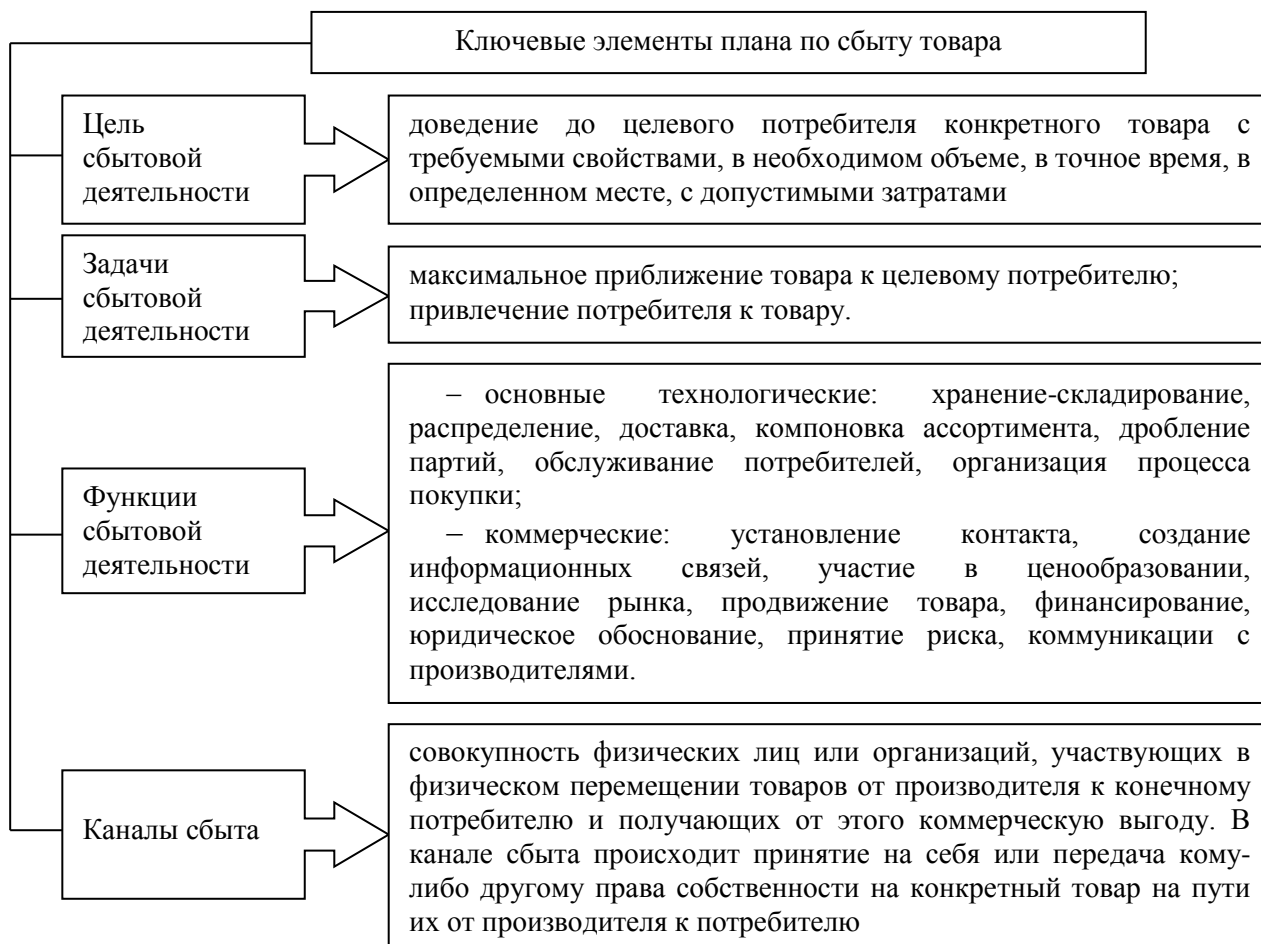 Ключевые элементы плана по сбыту товара
Цель
сбытовой
деятельности
доведение до целевого потребителя конкретного товара с
требуемыми свойствами, в необходимом объеме, в точное время, в
определенном месте, с допустимыми затратами
Задачи
сбытовой
деятельности
максимальное приближение товара к целевому потребителю;
привлечение потребителя к товару.
Функции
сбытовой
деятельности
− основные технологические: хранение-складирование,
распределение, доставка, компоновка ассортимента, дробление
партий, обслуживание потребителей, организация процесса
покупки;
− коммерческие: установление контакта, создание
информационных связей, участие в ценообразовании,
исследование рынка, продвижение товара, финансирование,
юридическое обоснование, принятие риска, коммуникации с
производителями.
Каналы сбыта
совокупность физических лиц или организаций, участвующих в
физическом перемещении товаров от производителя к конечному
потребителю и получающих от этого коммерческую выгоду. В
канале сбыта происходит принятие на себя или передача кому-
либо другому права собственности на конкретный товар на пути
их от производителя к потребителю